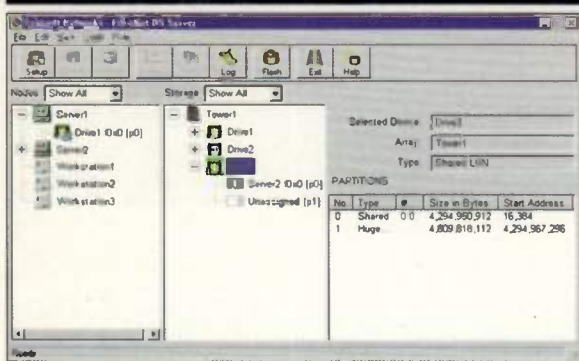 Server
Setup
Log
Flash
Exit
Help
Nodes Show All
Storage Show All
Server1
Drive1 :0x0 [p0]
Server2
Workstation1
Workstation2
Workstation3
Tower1
Drive1
Drive2
Server2 :0x0 [p0]
Unassigned [p1]
Selected Device Drive3
Array Tower1
Type Shared LUN
PARTITIONS
No. Type # Size in Bytes Start Address
0 Shared 0:0 4,294,950,912 16,384
1 Huge 4,809,818,112 4,294,967,296
Ready